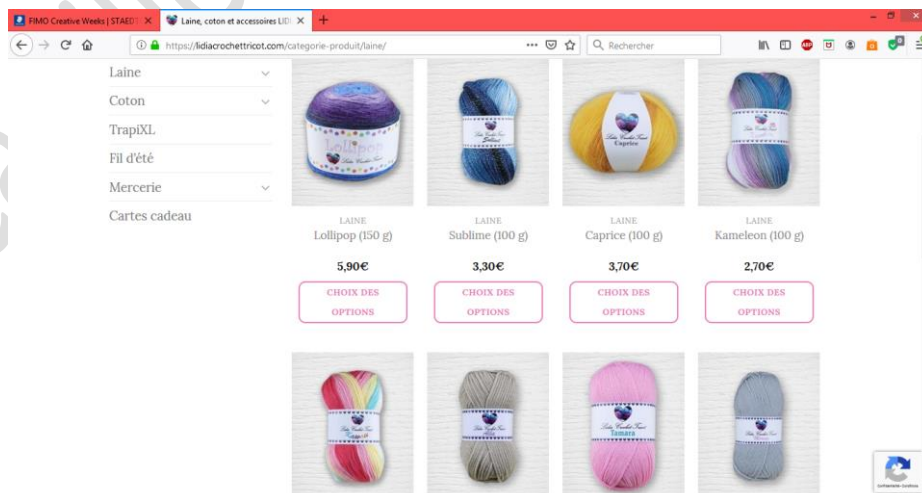 FIMO Creative Weeks | STAEDT
Laine, coton et accessoires LIDI
https://lidiacrochettricot.com/categorie-produit/laine/
Rechercher
Laine
Coton
TrapiXL
Fil d'été
Mercerie
Cartes cadeau
Lollipop
Sublime
Caprice
LAINE
Lollipop (150 g)
5,90€
CHOIX DES
OPTIONS
LAINE
Sublime (100 g)
3,30€
CHOIX DES
OPTIONS
LAINE
Caprice (100 g)
3,70€
CHOIX DES
OPTIONS
LAINE
Kameleon (100 g)
2,70€
CHOIX DES
OPTIONS
Tamara